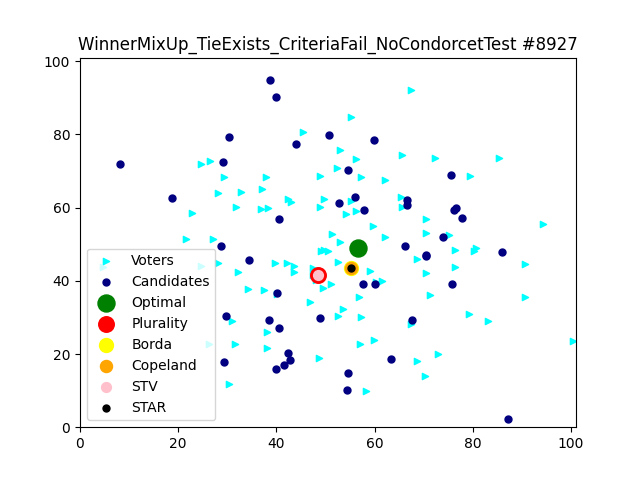 WinnerMixUp_TieExists_CriteriaFail_NoCondorcetTest #8927
100
80
60
40
20
0
Voters
Candidates
Optimal
Plurality
Borda
Copeland
STV
STAR
0 20 40 60 80 100